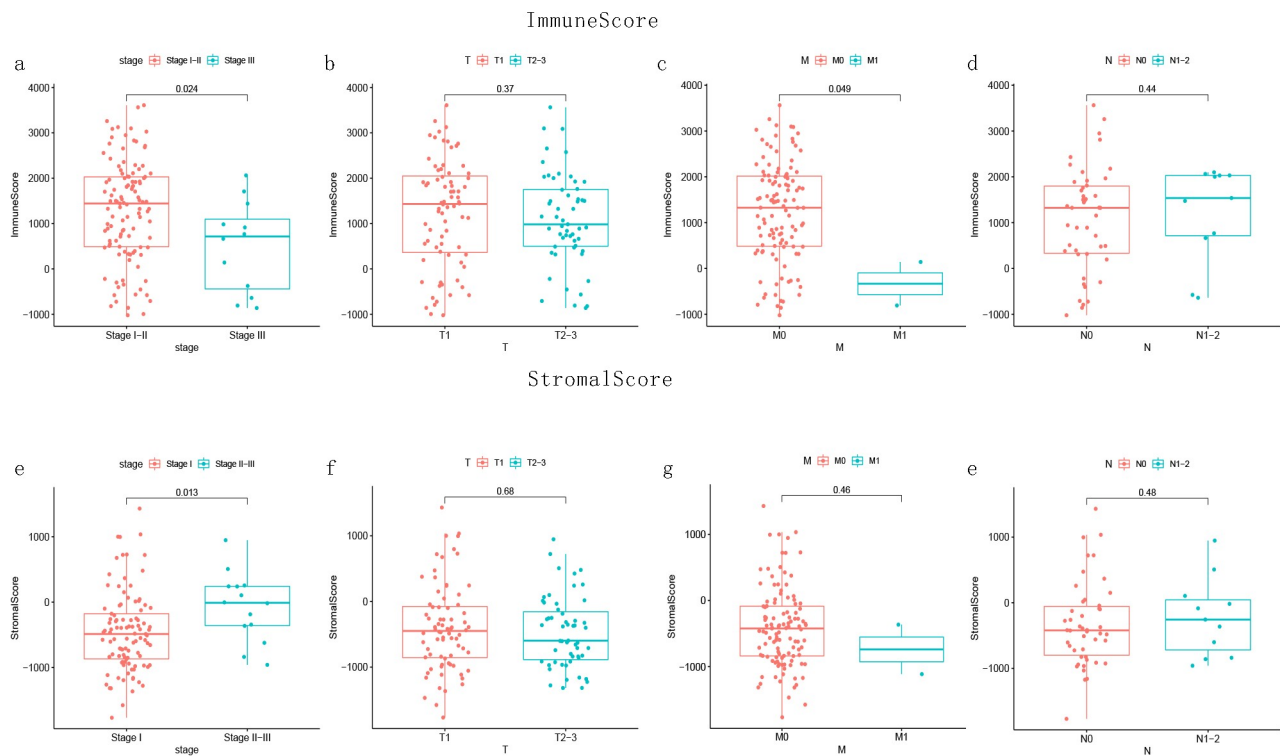 ImmuneScore
a
stage Stage I–II Stage III
4000
3000
2000
1000
0
−1000
ImmuneScore
0.024
Stage I–II Stage III
stage
b
T T1 T2−3
4000
3000
2000
1000
0
−1000
ImmuneScore
0.37
T1 T2−3
T
c
M M0 M1
4000
3000
2000
1000
0
−1000
ImmuneScore
0.049
M0 M1
M
d
N N0 N1−2
4000
3000
2000
1000
0
−1000
ImmuneScore
0.44
N0 N1−2
N
StromalScore
e
stage Stage I Stage II–III
1000
0
−1000
StromalScore
0.013
Stage I Stage II–III
stage
f
T T1 T2−3
1000
0
−1000
StromalScore
0.68
T1 T2−3
T
g
M M0 M1
1000
0
−1000
StromalScore
0.46
M0 M1
M
e
N N0 N1−2
1000
0
−1000
StromalScore
0.48
N0 N1−2
N